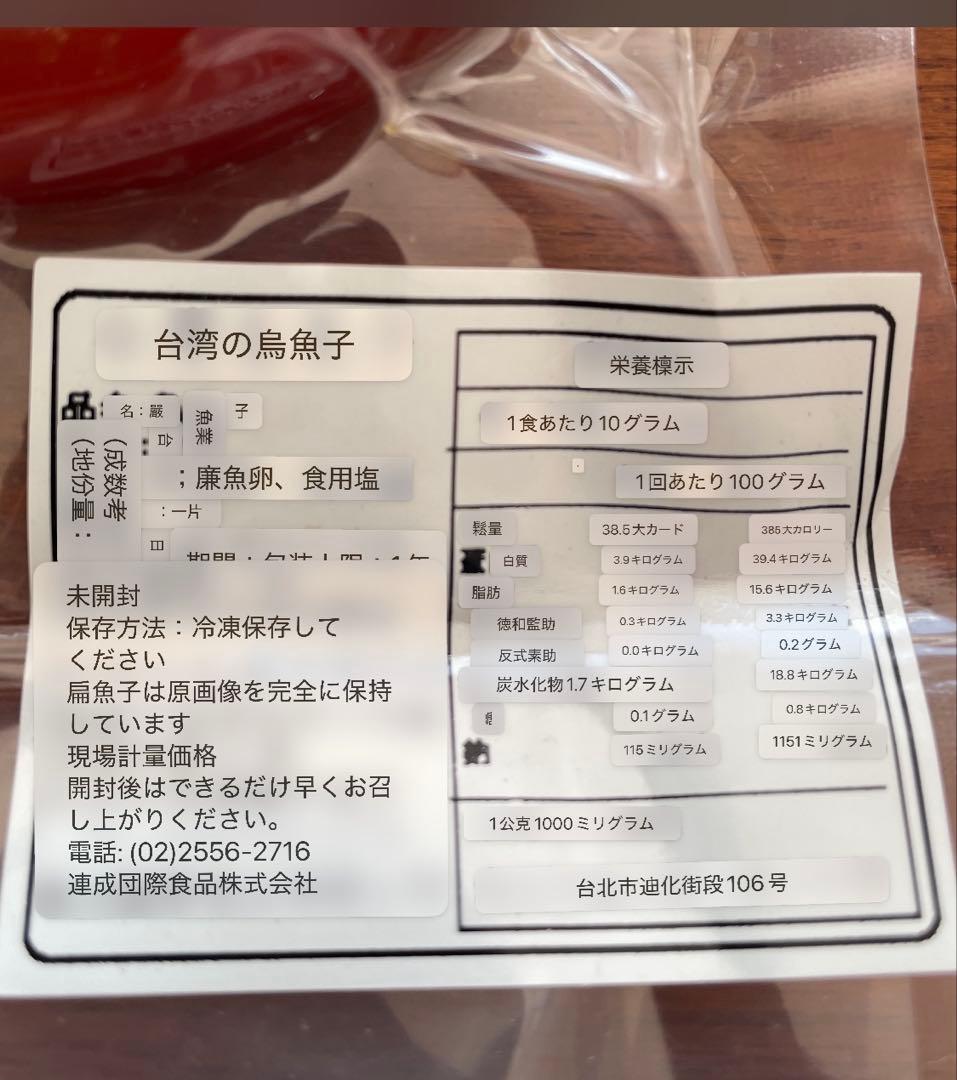 台湾の烏魚子
名：嚴
子
魚業
台
(成数考
(地份量：
；廉魚卵、食用塩
：一片
日
未開封
保存方法：冷凍保存して
ください
扁魚子は原画像を完全に保持
しています
現場計量価格
開封後はできるだけ早くお召
し上がりください。
電話: (02)2556-2716
連成団際食品株式会社
栄養檁示
1食あたり10グラム
1回あたり100グラム
鬆量 38.5大カード 385大カロリー
白質 3.9キログラム 39.4キログラム
脂肪 1.6キログラム 15.6キログラム
徳和監助 0.3キログラム 3.3キログラム
反式素助 0.0キログラム 0.2グラム
炭水化物1.7キログラム 18.8キログラム
0.1グラム 0.8キログラム
115ミリグラム 1151ミリグラム
1公克1000ミリグラム
台北市迪化街段106号